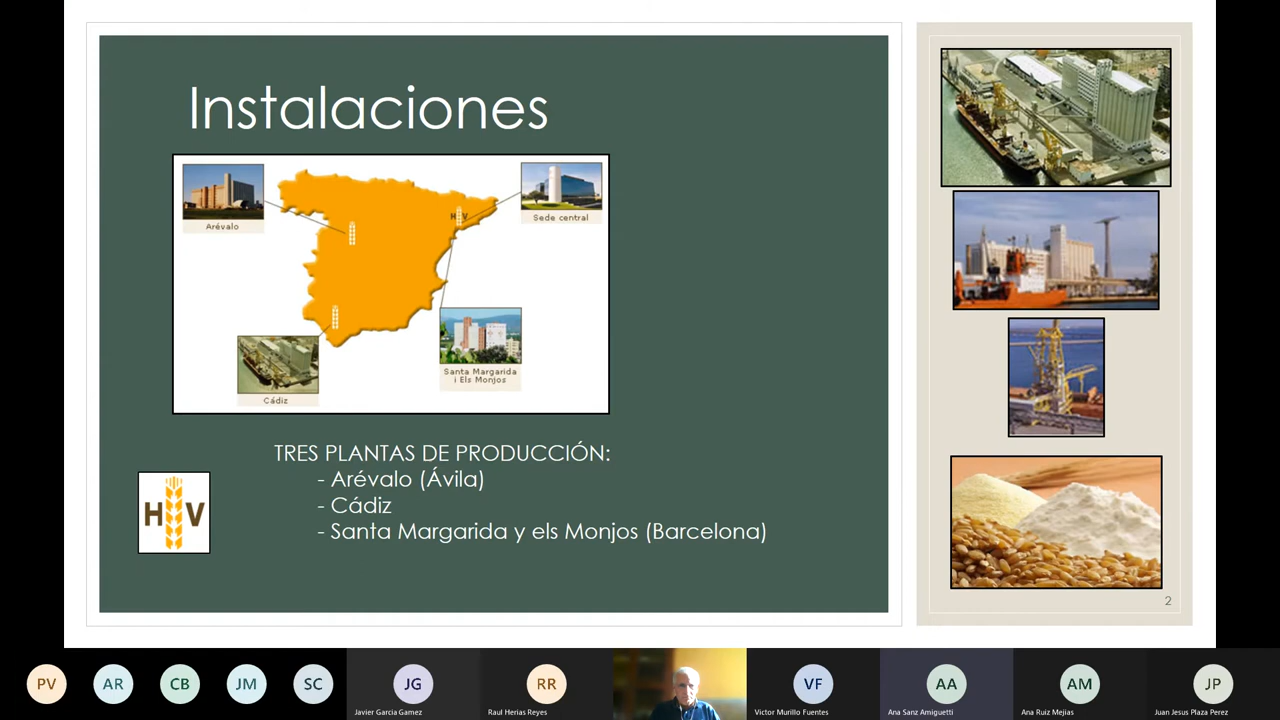 Instalaciones
Arévalo
H V
Sede central
Santa Margarida
i Els Monjos
Cádiz
TRES PLANTAS DE PRODUCCIÓN:
- Arévalo (Ávila)
- Cádiz
- Santa Margarida y els Monjos (Barcelona)
H V
2
PV
AR
CB
JM
SC
JG
RR
VF
AA
AM
JP
Javier Garcia Gamez
Raul Herias Reyes
Victor Murillo Fuentes
Ana Sanz Amiguetti
Ana Ruiz Mejias
Juan Jesus Plaza Perez